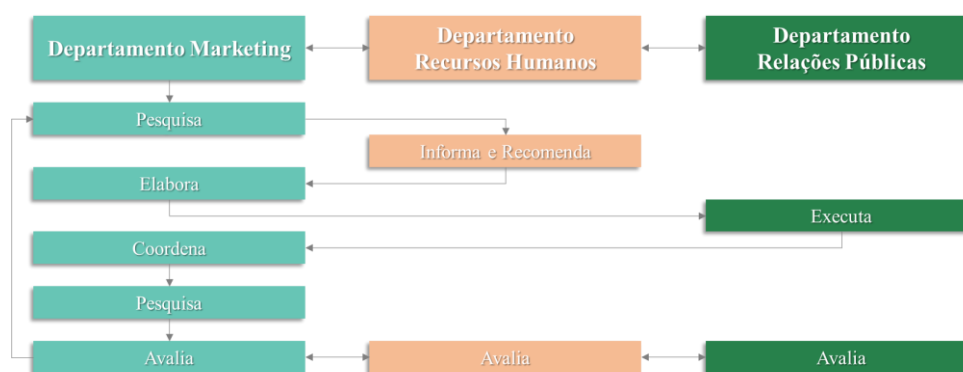 Departamento Marketing
Departamento
Recursos Humanos
Departamento
Relações Públicas
Pesquisa
Informa e Recomenda
Elabora
Executa
Coordena
Pesquisa
Avalia
Avalia
Avalia